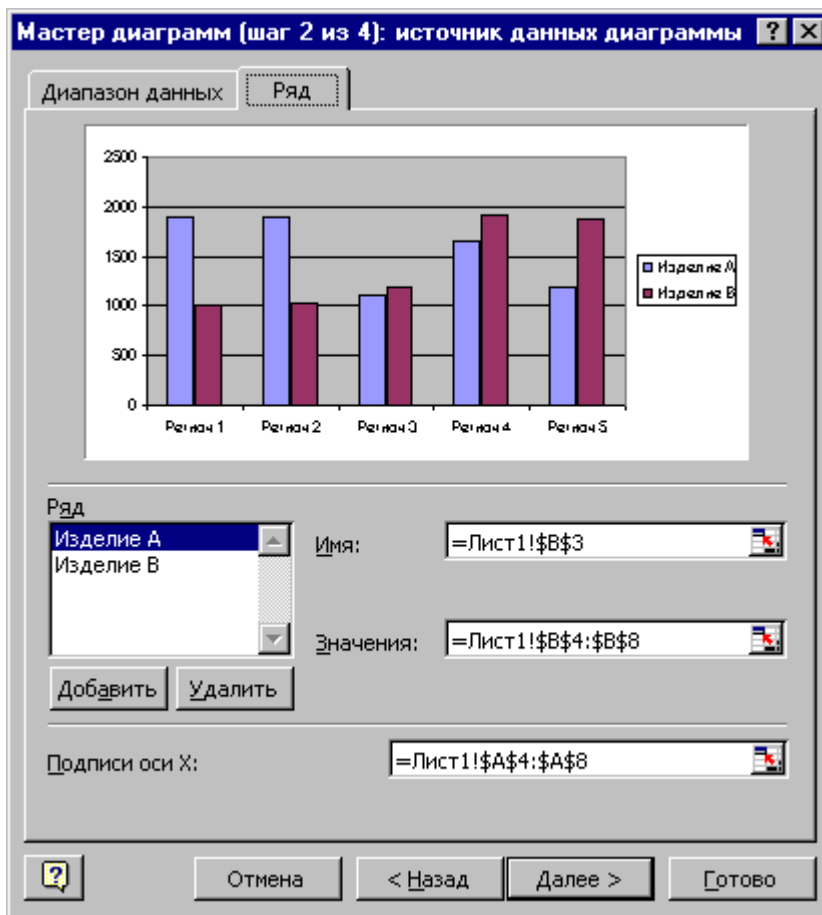 Мастер диаграмм (шаг 2 из 4): источник данных диаграммы
Диапазон данных
Ряд
2500
2000
1500
1000
500
0
Регион 1 Регион 2 Регион 3 Регион 4 Регион 5
Изделие А
Изделие В
Ряд
Изделие А
Изделие В
Имя: =Лист1!$B$3
Значения: =Лист1!$B$4:$B$8
Добавить Удалить
Подписи оси X: =Лист1!$A$4:$A$8
Отмена < Назад Далее > Готово